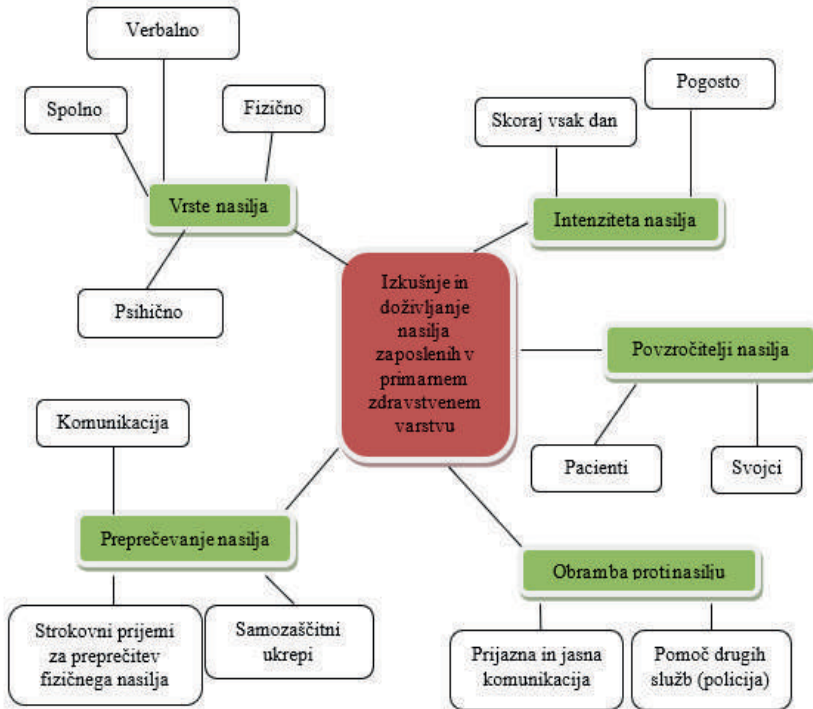 Verbalno
Spolno
Fizično
Vrste nasilja
Psihično
Pogosto
Skoraj vsak dan
Intenziteta nasilja
Izkušnje in
doživljanje
nasilja
zaposlenih v
primarnem
zdravstvenem
varstvu
Povzročitelji nasilja
Pacienti
Svojci
Komunikacija
Preprečevanje nasilja
Strokovni prijemi
za preprečitev
fizičnega nasilja
Samozaščitni
ukrepi
Obramba proti nasilju
Prijazna in jasna
komunikacija
Pomoč drugih
služb (policija)